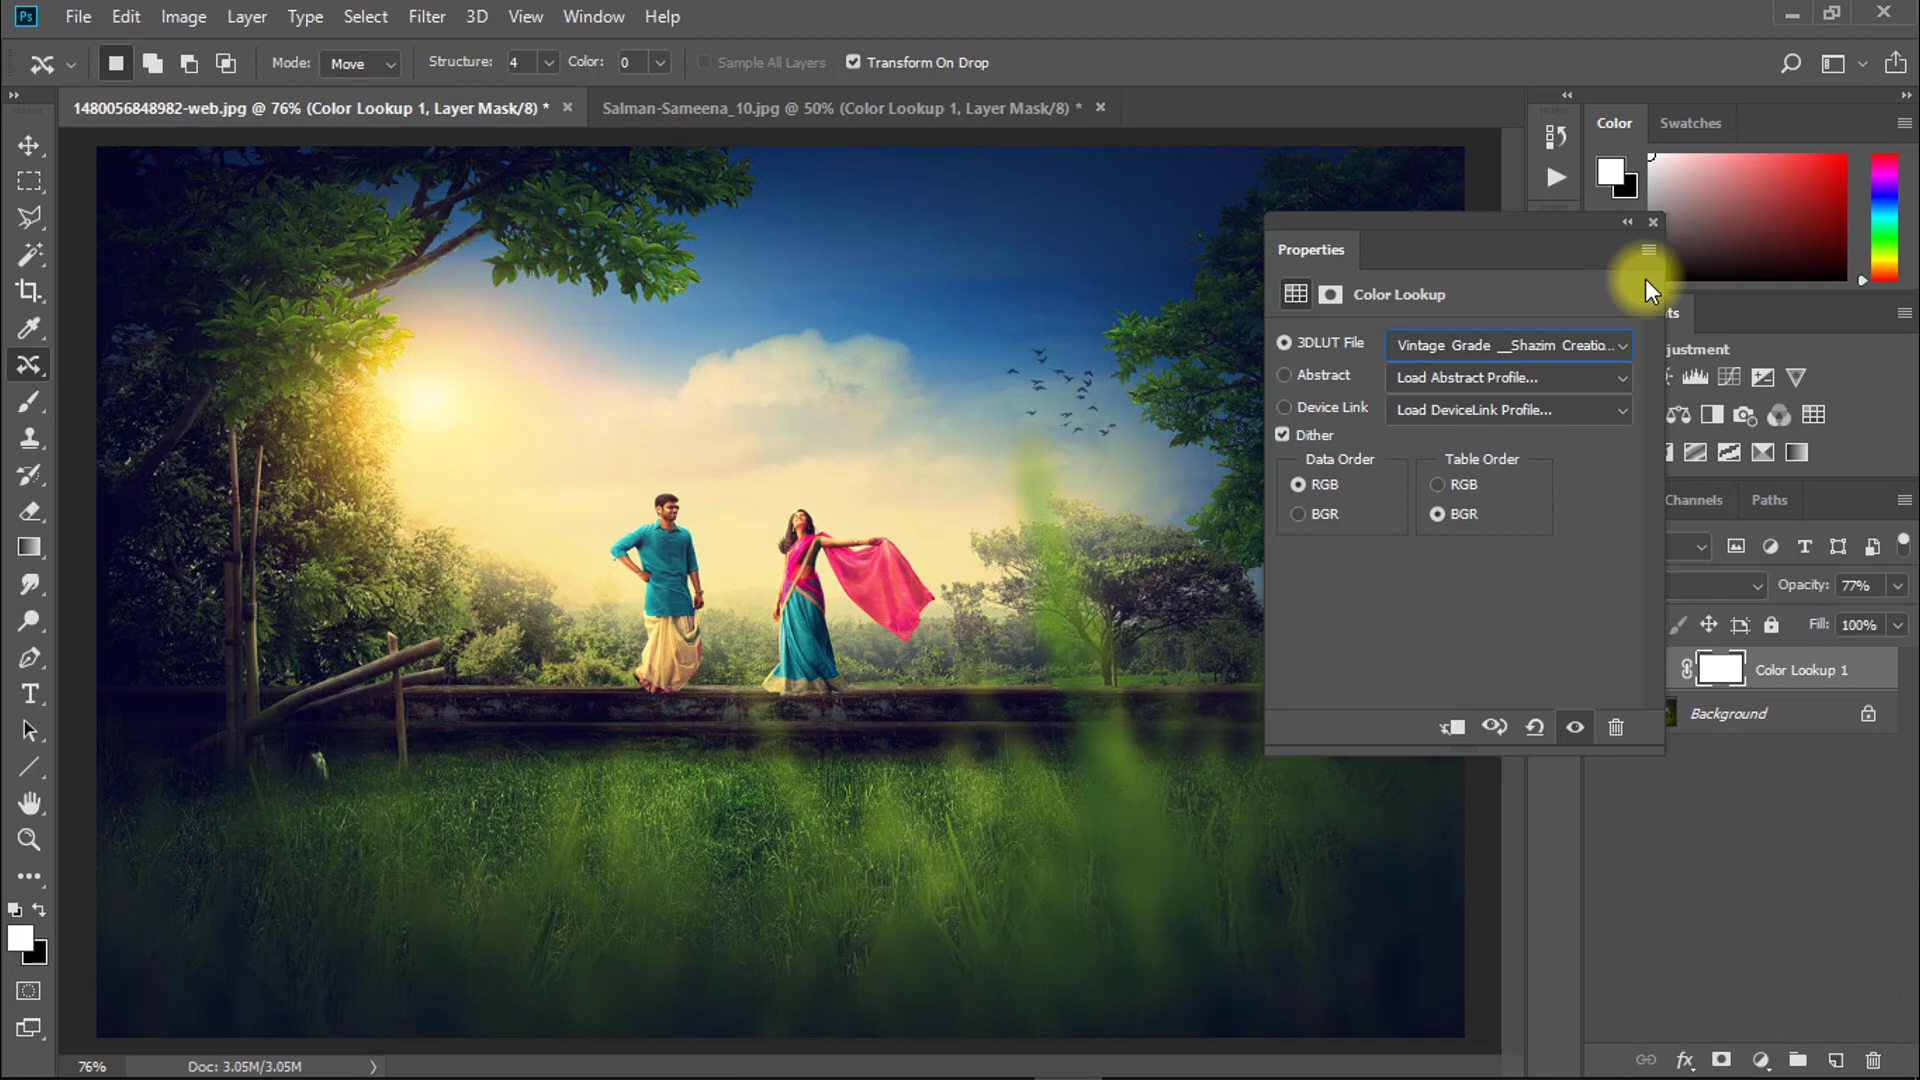 Ps File Edit Image Layer Type Select Filter 3D View Window Help
Mode: Move Structure: 4 Color: 0 Sample All Layers Transform On Drop
1480056848982-web.jpg @ 76% (Color Lookup 1, Layer Mask/8) * Salman-Sameena_10.jpg @ 50% (Color Lookup 1, Layer Mask/8) *
Color Swatches
Properties
Color Lookup
3DLUT File Vintage Grade __Shazim Creatio...
Abstract Load Abstract Profile...
Device Link Load DeviceLink Profile...
Dither
Data Order Table Order
RGB RGB
BGR BGR
ts
justment
Channels Paths
Opacity: 77%
Fill: 100%
Color Lookup 1
Background
fx
76% Doc: 3.05M/3.05M